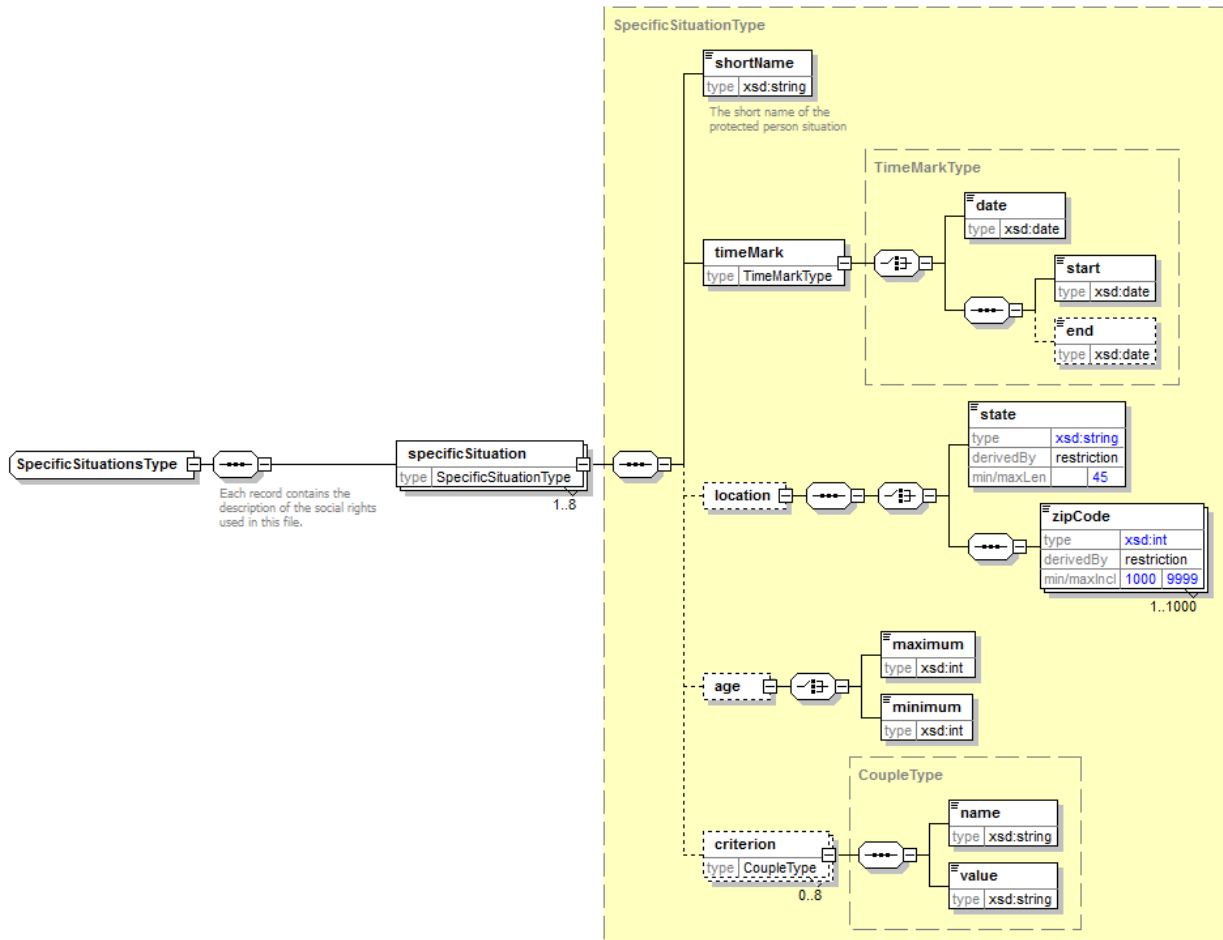 SpecificSituationType
shortName
type xsd:string
The short name of the
protected person situation
TimeMarkType
date
type xsd:date
timeMark
type TimeMarkType
start
type xsd:date
end
type xsd:date
state
type xsd:string
derivedBy restriction
min/maxLen 45
SpecificSituationsType
Each record contains the
description of the social rights
used in this file.
specificSituation
type SpecificSituationType
1..8
location
zipCode
type xsd:int
derivedBy restriction
min/maxIncl 1000 9999
1..1000
maximum
type xsd:int
age
minimum
type xsd:int
CoupleType
name
type xsd:string
criterion
type CoupleType
0..8
value
type xsd:string